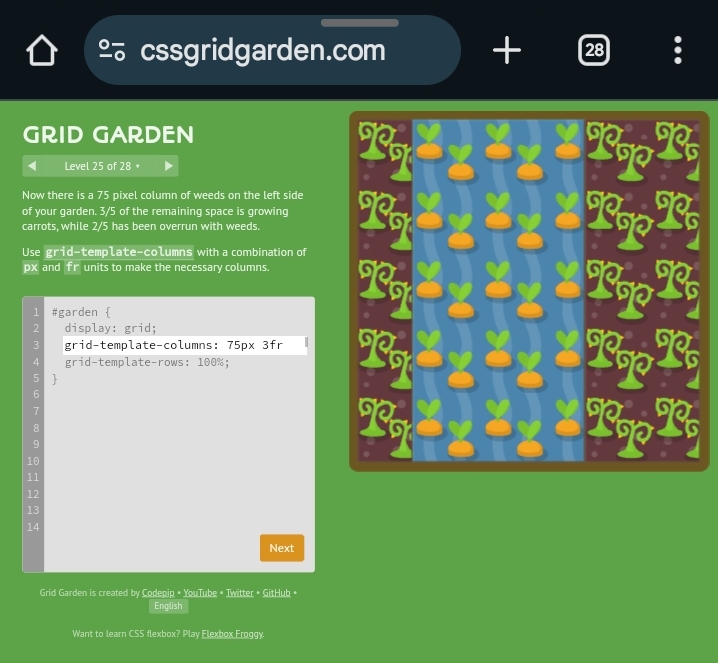 cssgridgarden.com
28
GRID GARDEN
Level 25 of 28
Now there is a 75 pixel column of weeds on the left side
of your garden. 3/5 of the remaining space is growing
carrots, while 2/5 has been overrun with weeds.
Use grid-template-columns with a combination of
px and fr units to make the necessary columns.
1 #garden {
2 display: grid;
3 grid-template-columns: 75px 3fr
4 grid-template-rows: 100%;
5 }
6
7
8
9
10
11
12
13
14
Next
Grid Garden is created by Codepip • YouTube • Twitter • GitHub •
English
Want to learn CSS flexbox? Play Flexbox Froggy.